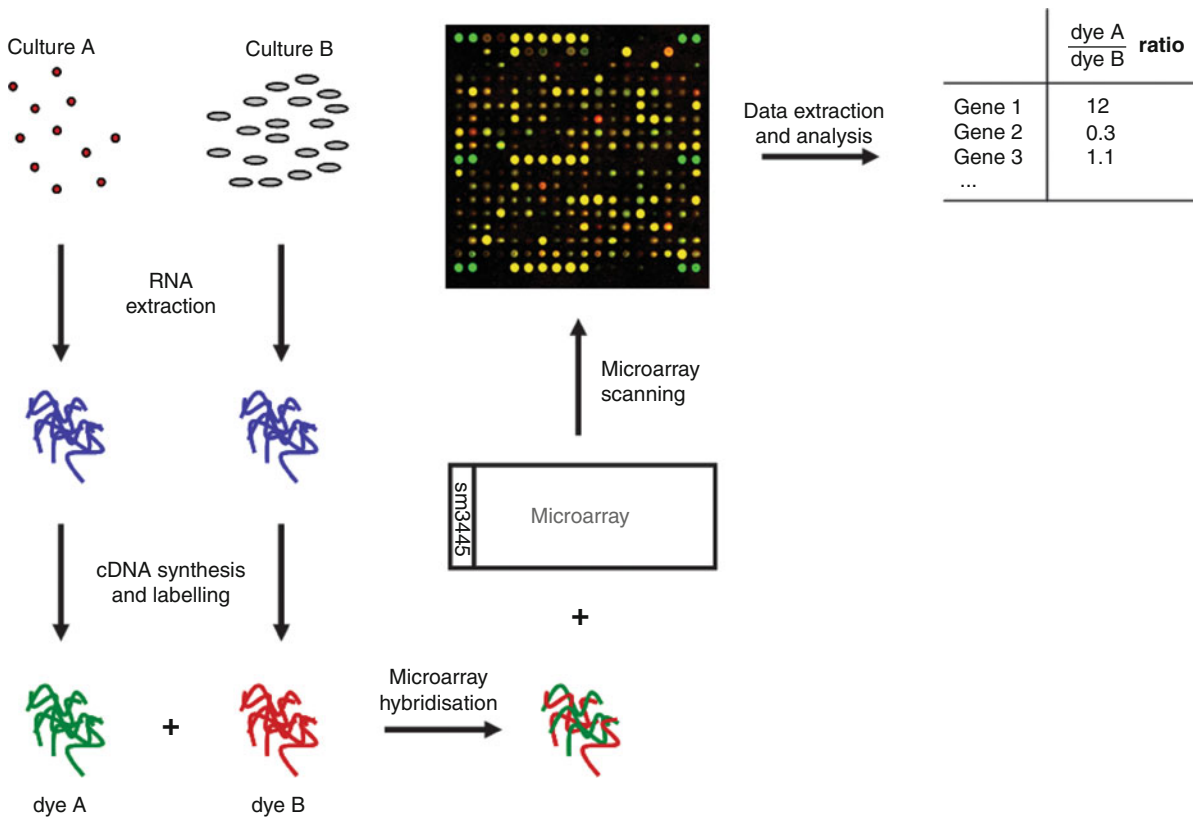 Culture A
Culture B
RNA
extraction
cDNA synthesis
and labelling
dye A
+
dye B
Microarray
hybridisation
+
sm3445
Microarray
Microarray
scanning
Data extraction
and analysis
dye A
dye B
ratio
Gene 1 12
Gene 2 0.3
Gene 3 1.1
...